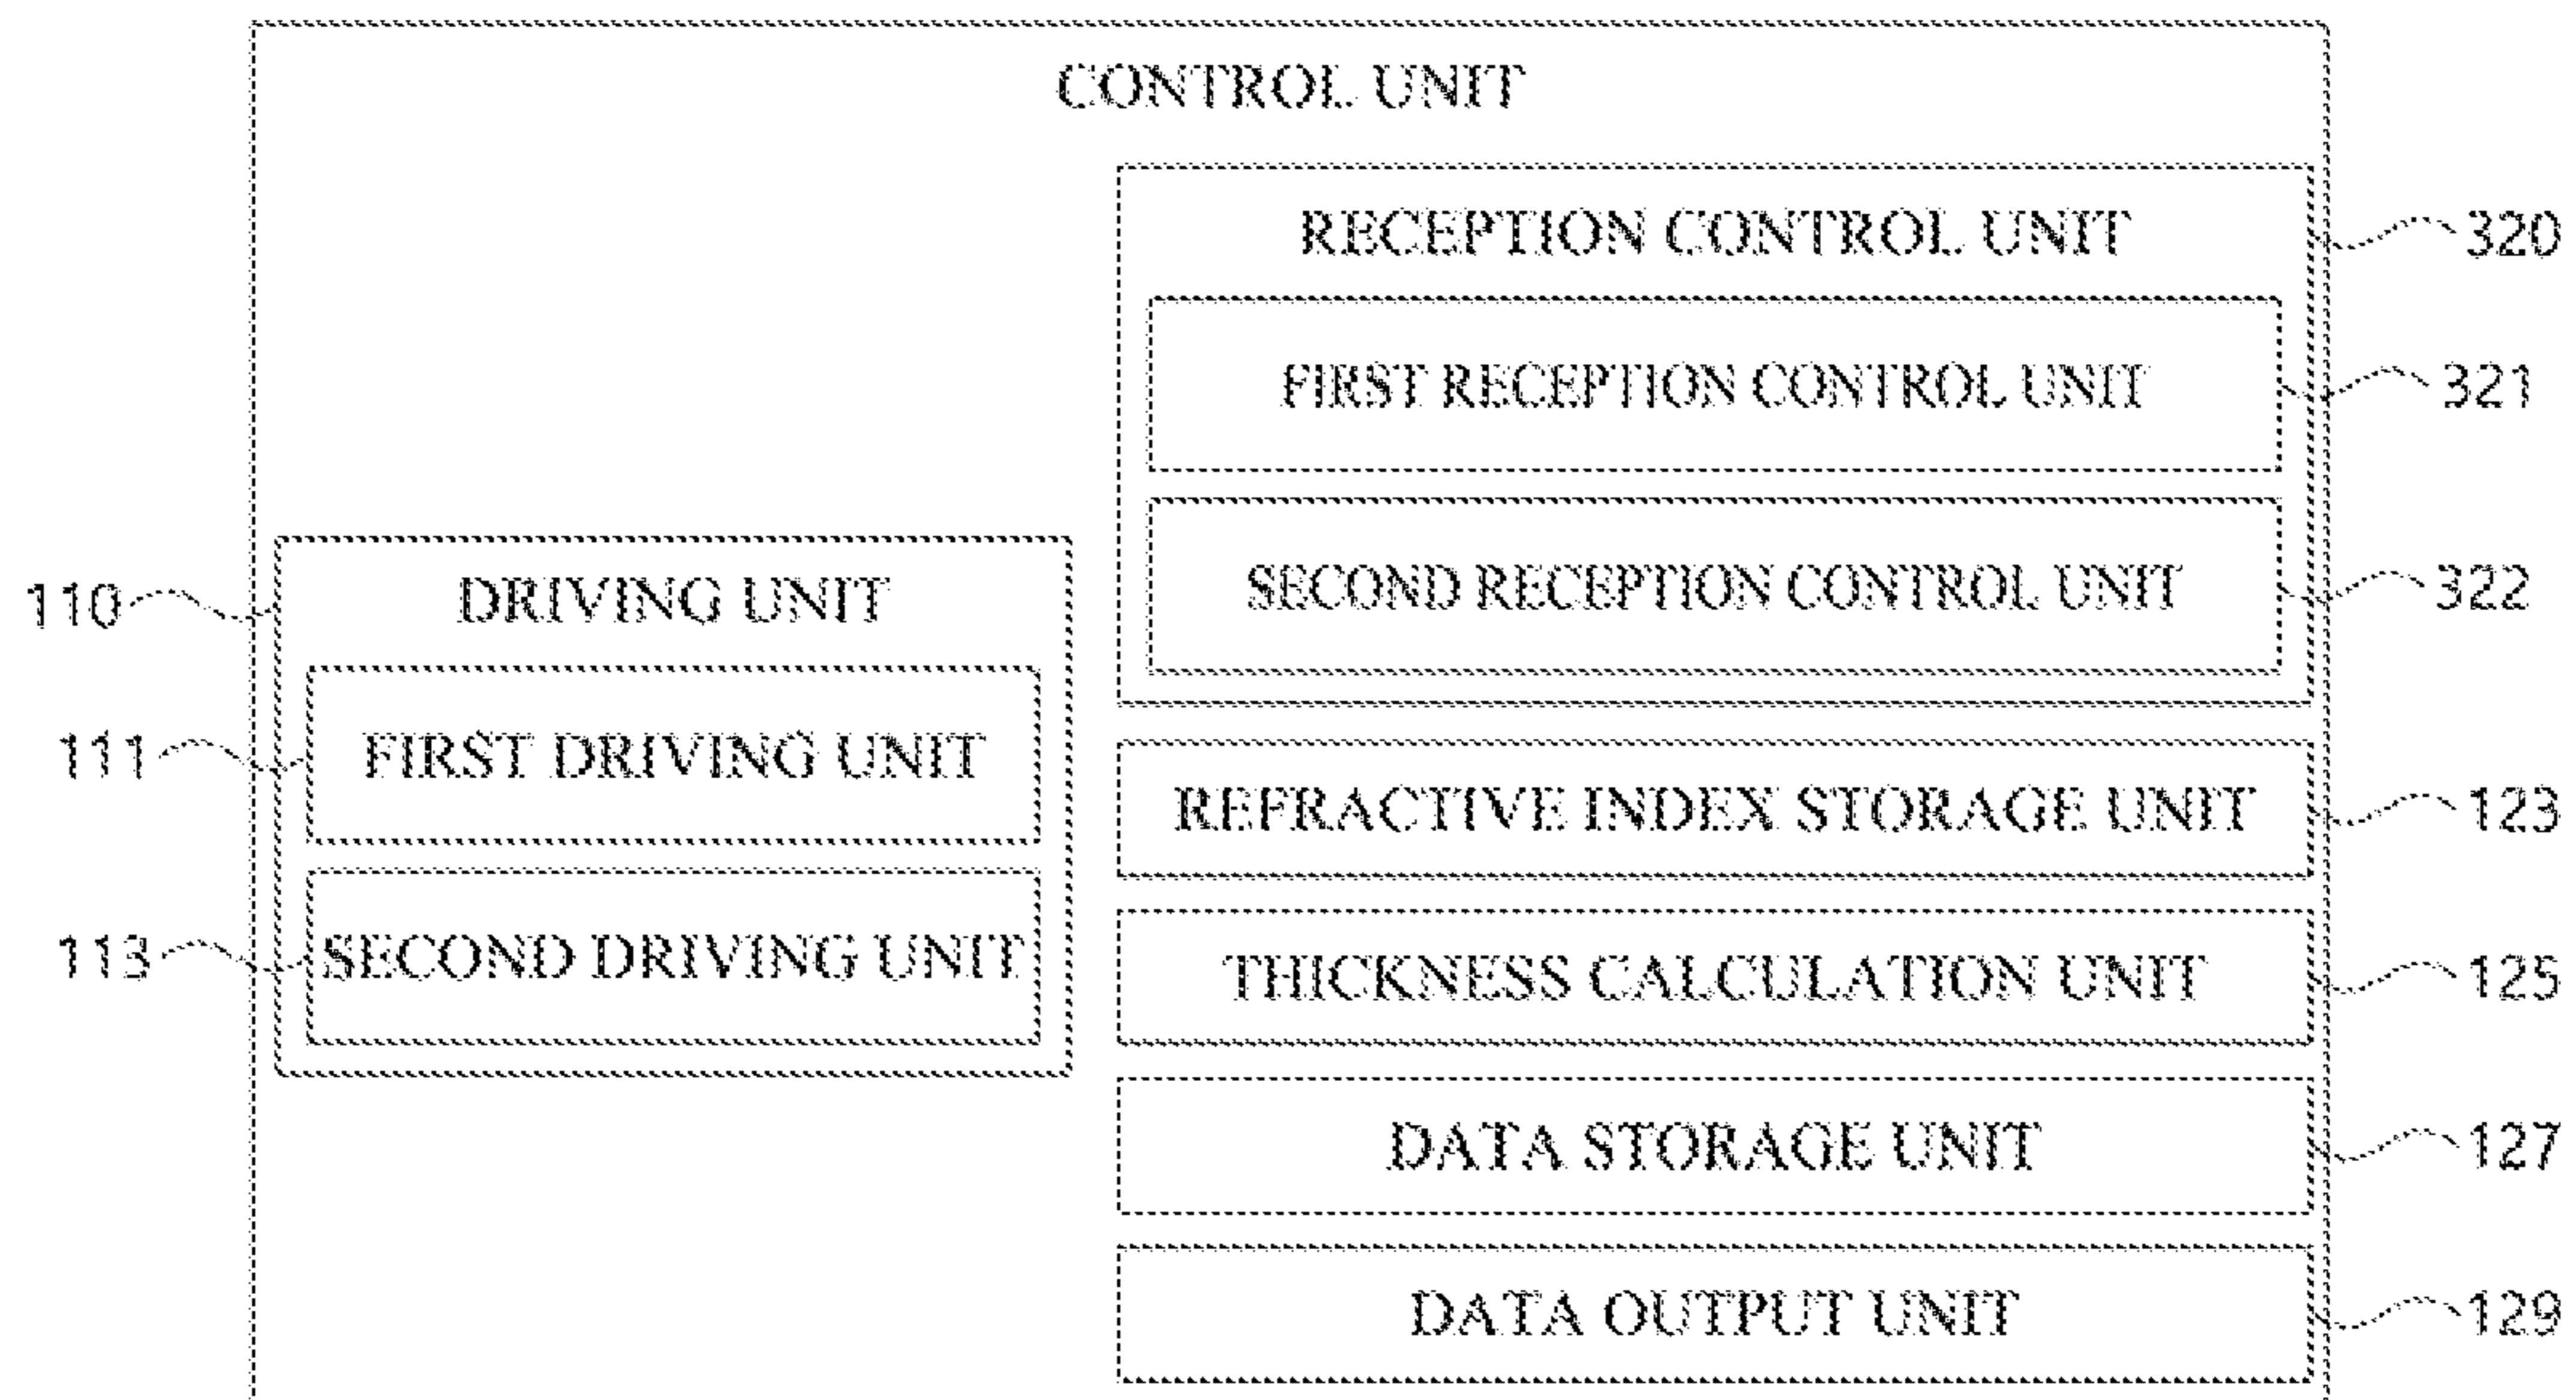 CONTROL UNIT
RECEPTION CONTROL UNIT
320
FIRST RECEPTION CONTROL UNIT
321
SECOND RECEPTION CONTROL UNIT
322
110
DRIVING UNIT
111
FIRST DRIVING UNIT
113
SECOND DRIVING UNIT
REFRACTIVE INDEX STORAGE UNIT
123
THICKNESS CALCULATION UNIT
125
DATA STORAGE UNIT
127
DATA OUTPUT UNIT
129